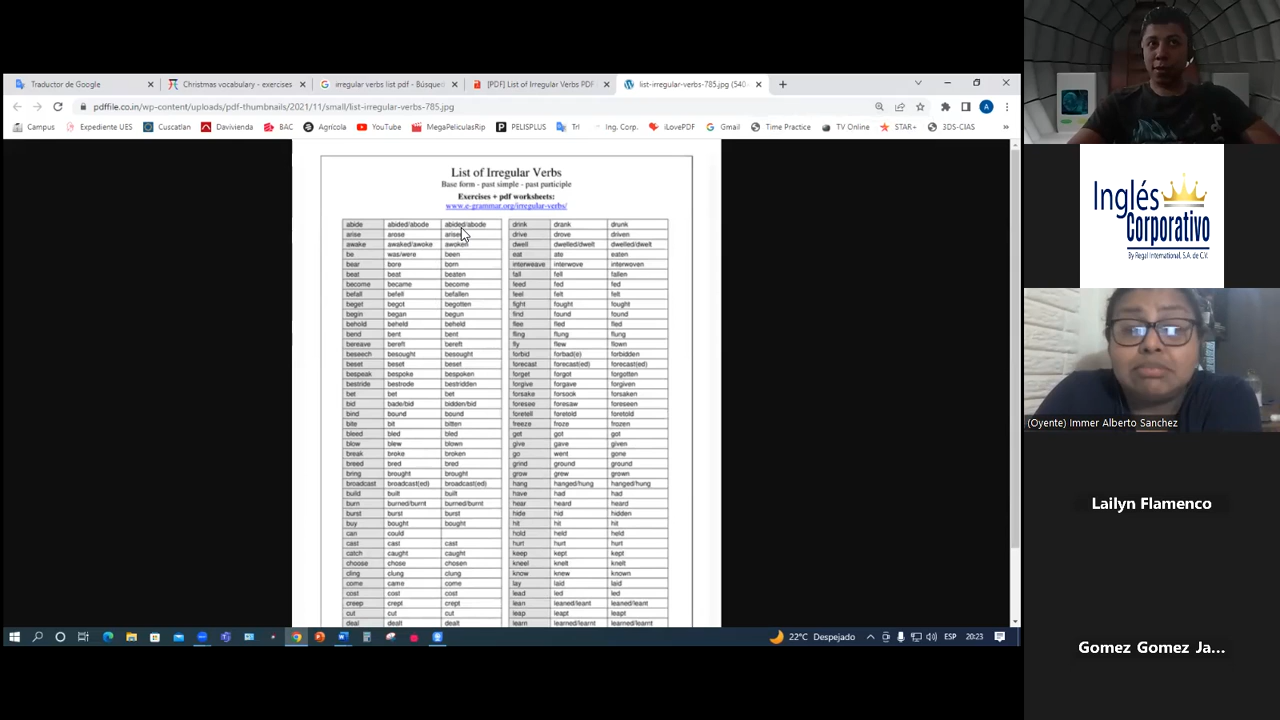 Traductor de Google
Christmas vocabulary - exercises
irregular verbs list pdf - Búsqued
[PDF] List of Irregular Verbs PDF
list-irregular-verbs-785.jpg (540
pdffile.co.in/wp-content/uploads/pdf-thumbnails/2021/11/small/list-irregular-verbs-785.jpg
Campus Expediente UES Cuscatlan Davivienda BAC Agrícola YouTube MegaPeliculasRip PELISPLUS Trl Ing. Corp. iLovePDF Gmail Time Practice TV Online STAR+ 3DS-CIAS
List of Irregular Verbs
Base form - past simple - past participle
Exercises + pdf worksheets:
www.e-grammar.org/irregular-verbs/
abide abided/abode abided/abode drink drank drunk
arise arose arisen drive drove driven
awake awaked/awoke awoken dwell dwelled/dwelt dwelled/dwelt
be was/were been eat ate eaten
bear bore born interweave interwove interwoven
beat beat beaten fall fell fallen
become became become feed fed fed
befall befell befallen feel felt felt
beget begot begotten fight fought fought
begin began begun find found found
behold beheld beheld flee fled fled
bend bent bent fling flung flung
bereave bereft bereft fly flew flown
beseech besought besought forbid forbad(e) forbidden
beset beset beset forecast forecast(ed) forecast(ed)
bespeak bespoke bespoken forget forgot forgotten
bestride bestrode bestridden forgive forgave forgiven
bet bet bet forsake forsook forsaken
bid bade/bid bidden/bid foresee foresaw foreseen
bind bound bound foretell foretold foretold
bite bit bitten freeze froze frozen
bleed bled bled get got got
blow blew blown give gave given
break broke broken go went gone
breed bred bred grind ground ground
bring brought brought grow grew grown
broadcast broadcast(ed) broadcast(ed) hang hanged/hung hanged/hung
build built built have had had
burn burned/burnt burned/burnt hear heard heard
burst burst burst hide hid hidden
buy bought bought hit hit hit
can could hold held held
cast cast cast hurt hurt hurt
catch caught caught keep kept kept
choose chose chosen kneel knelt knelt
cling clung clung know knew known
come came come lay laid laid
cost cost cost lead led led
creep crept crept lean leaned/leant leaned/leant
cut cut cut leap leapt leapt
deal dealt dealt learn learned/learnt learned/learnt
22°C Despejado ESP 20:23
Inglés
Corporativo
By Regal International, S.A. de C.V.
(Oyente) Immer Alberto Sanchez
Lailyn Flamenco
Gomez Gomez Ja...